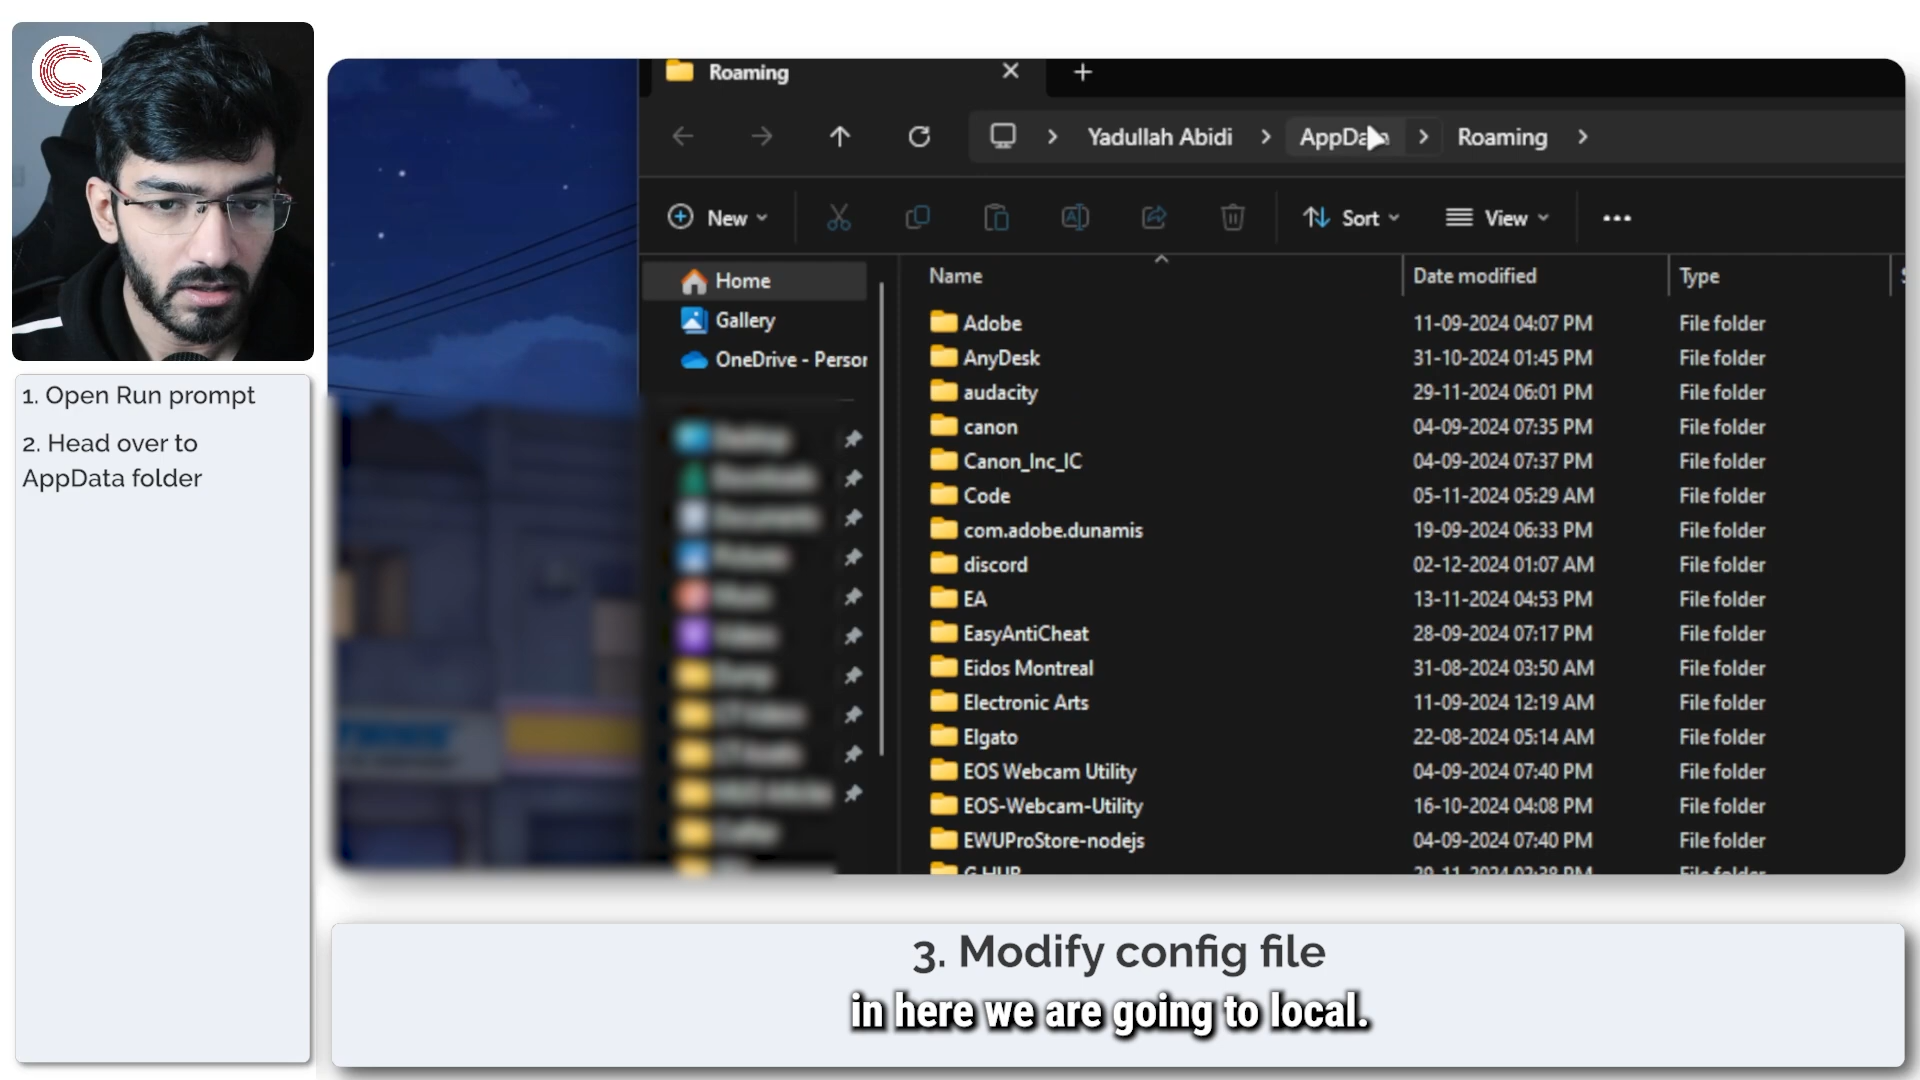 1. Open Run prompt
2. Head over to
AppData folder
Roaming
Yadullah Abidi
Roaming
New
Sort
View
Home
Gallery
OneDrive - Person
Name
Date modified
Type
Adobe 11-09-2024 04:07 PM File folder
AnyDesk 31-10-2024 01:45 PM File folder
audacity 29-11-2024 06:01 PM File folder
canon 04-09-2024 07:35 PM File folder
Canon_Inc_IC 04-09-2024 07:37 PM File folder
Code 05-11-2024 05:29 AM File folder
com.adobe.dunamis 19-09-2024 06:33 PM File folder
discord 02-12-2024 01:07 AM File folder
EA 13-11-2024 04:53 PM File folder
EasyAntiCheat 28-09-2024 07:17 PM File folder
Eidos Montreal 31-08-2024 03:50 AM File folder
Electronic Arts 11-09-2024 12:19 AM File folder
Elgato 22-08-2024 05:14 AM File folder
EOS Webcam Utility 04-09-2024 07:40 PM File folder
EOS-Webcam-Utility 16-10-2024 04:08 PM File folder
EWUProStore-nodejs 04-09-2024 07:40 PM File folder
3. Modify config file
in here we are going to local.